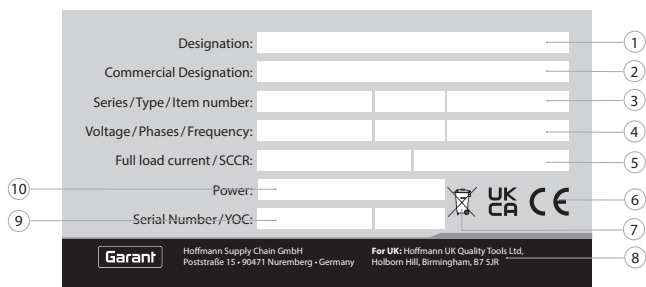 Designation: 1
Commercial Designation: 2
Series/Type/Item number: 3
Voltage/Phases/Frequency: 4
Full load current/SCCR: 5
10 Power: UK CA CE 6
9 Serial Number/YOC: 7
Garant Hoffmann Supply Chain GmbH For UK: Hoffmann UK Quality Tools Ltd,
Poststraße 15 • 90471 Nuremberg • Germany Holborn Hill, Birmingham, B7 5JR 8